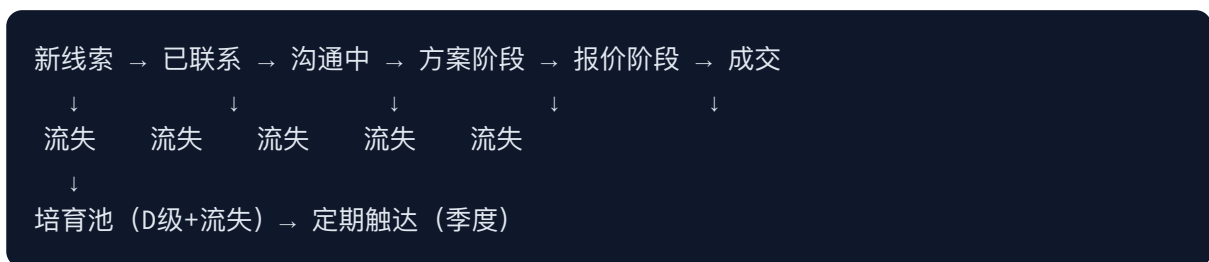 新线索 → 已联系 → 沟通中 → 方案阶段 → 报价阶段 → 成交
↓ ↓ ↓ ↓ ↓
流失 流失 流失 流失 流失
↓
培育池（D级+流失）→ 定期触达（季度）